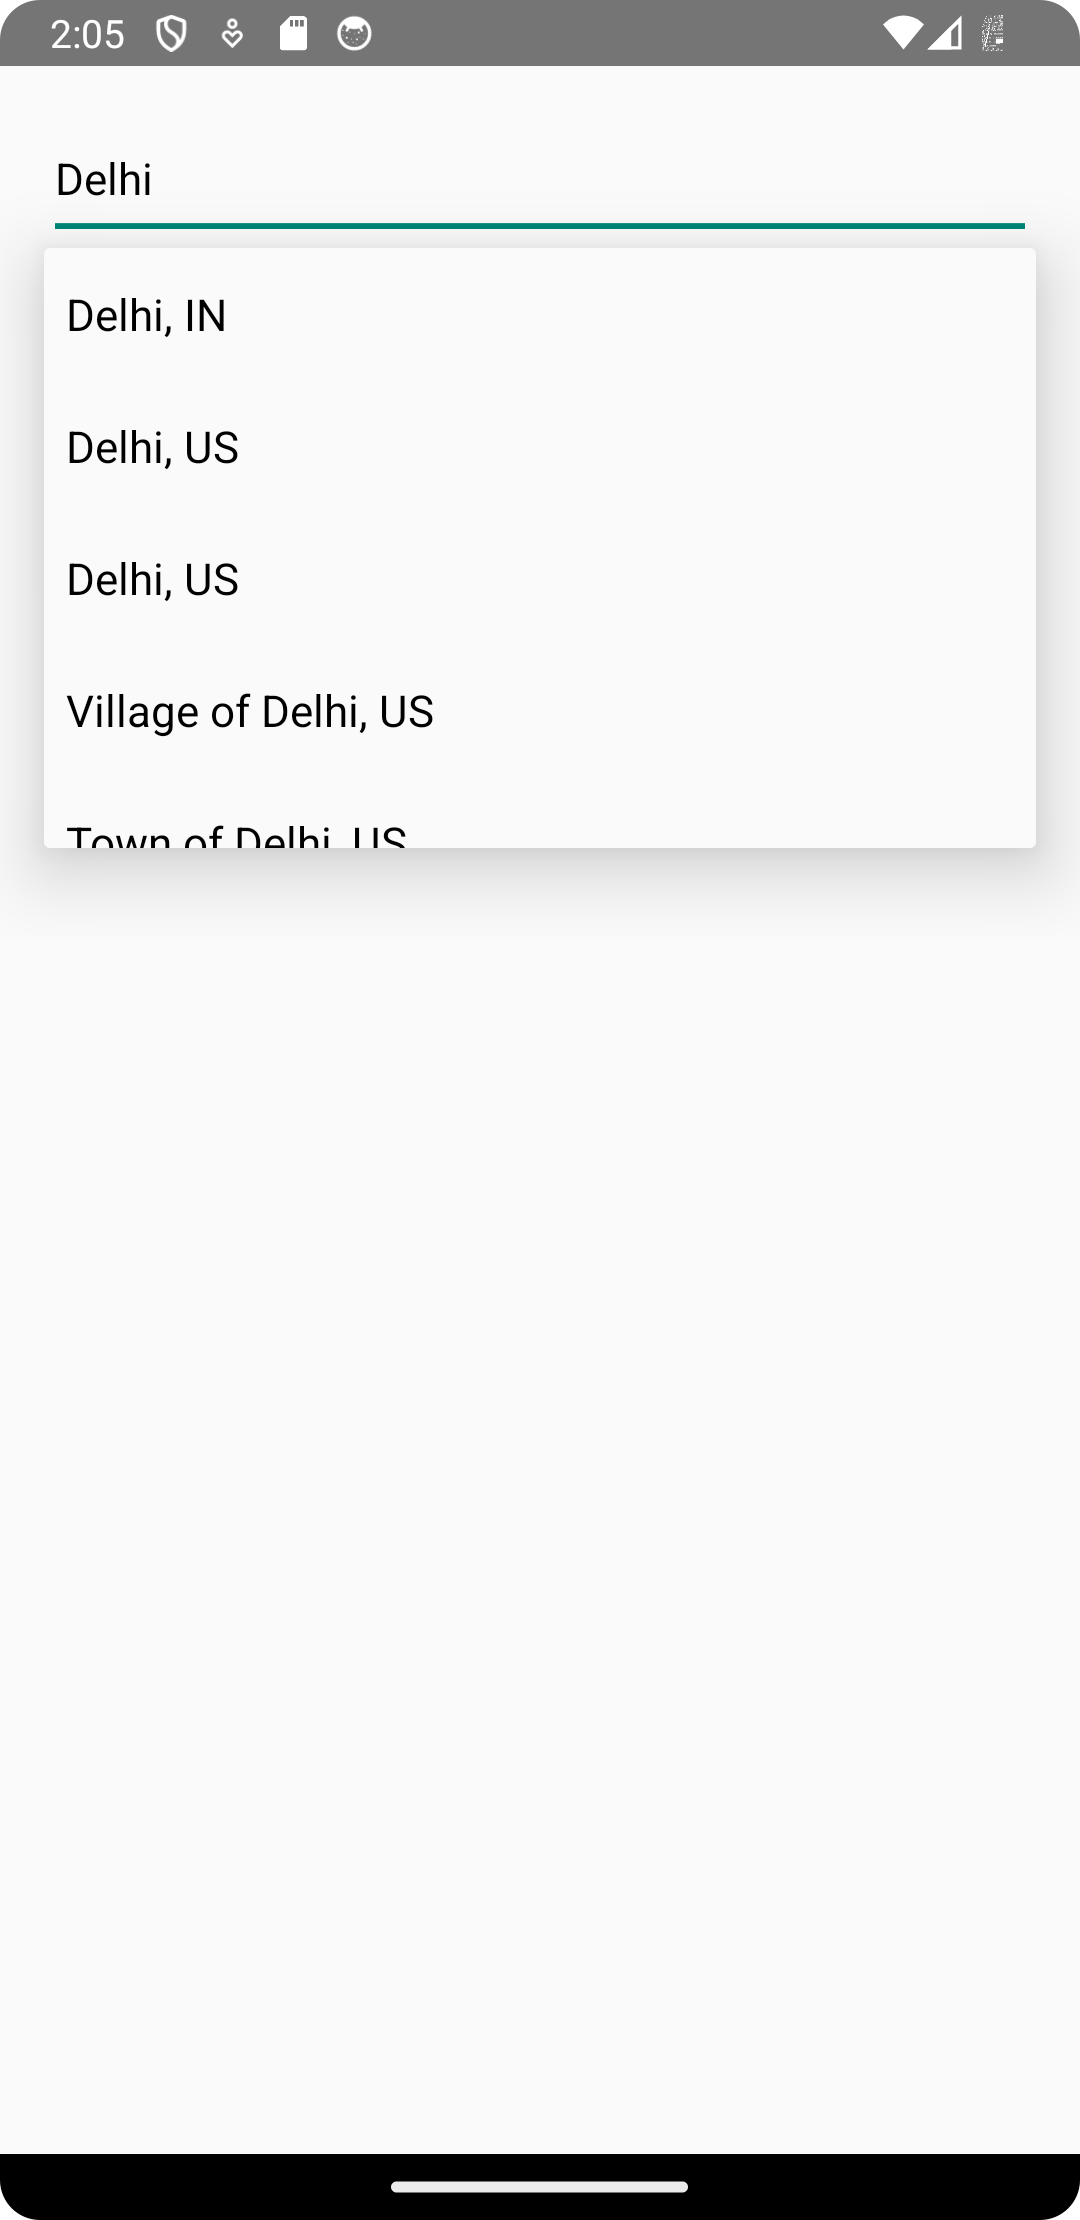 2:05
Delhi
Delhi, IN
Delhi, US
Delhi, US
Village of Delhi, US
Town of Delhi, US